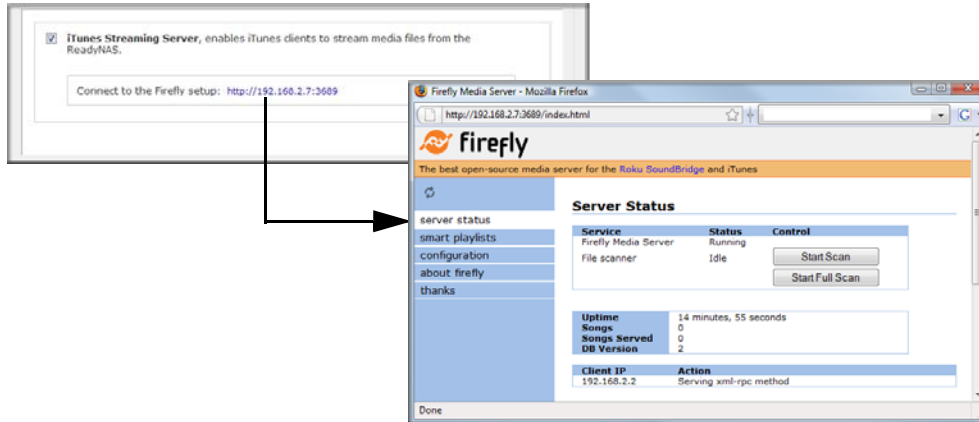 iTunes Streaming Server, enables iTunes clients to stream media files from the
ReadyNAS.
Connect to the Firefly setup: http://192.168.2.7:3689
Firefly Media Server - Mozilla Firefox
http://192.168.2.7:3689/index.html
G
firefly
The best open-source media server for the Roku SoundBridge and iTunes
server status
smart playlists
configuration
about firefly
thanks
Server Status
Service Status Control
Firefly Media Server Running
File scanner Idle Start Scan
Start Full Scan
Uptime 14 minutes, 55 seconds
Songs 0
Songs Served 0
DB Version 2
Client IP Action
192.168.2.2 Serving xml-rpc method
Done